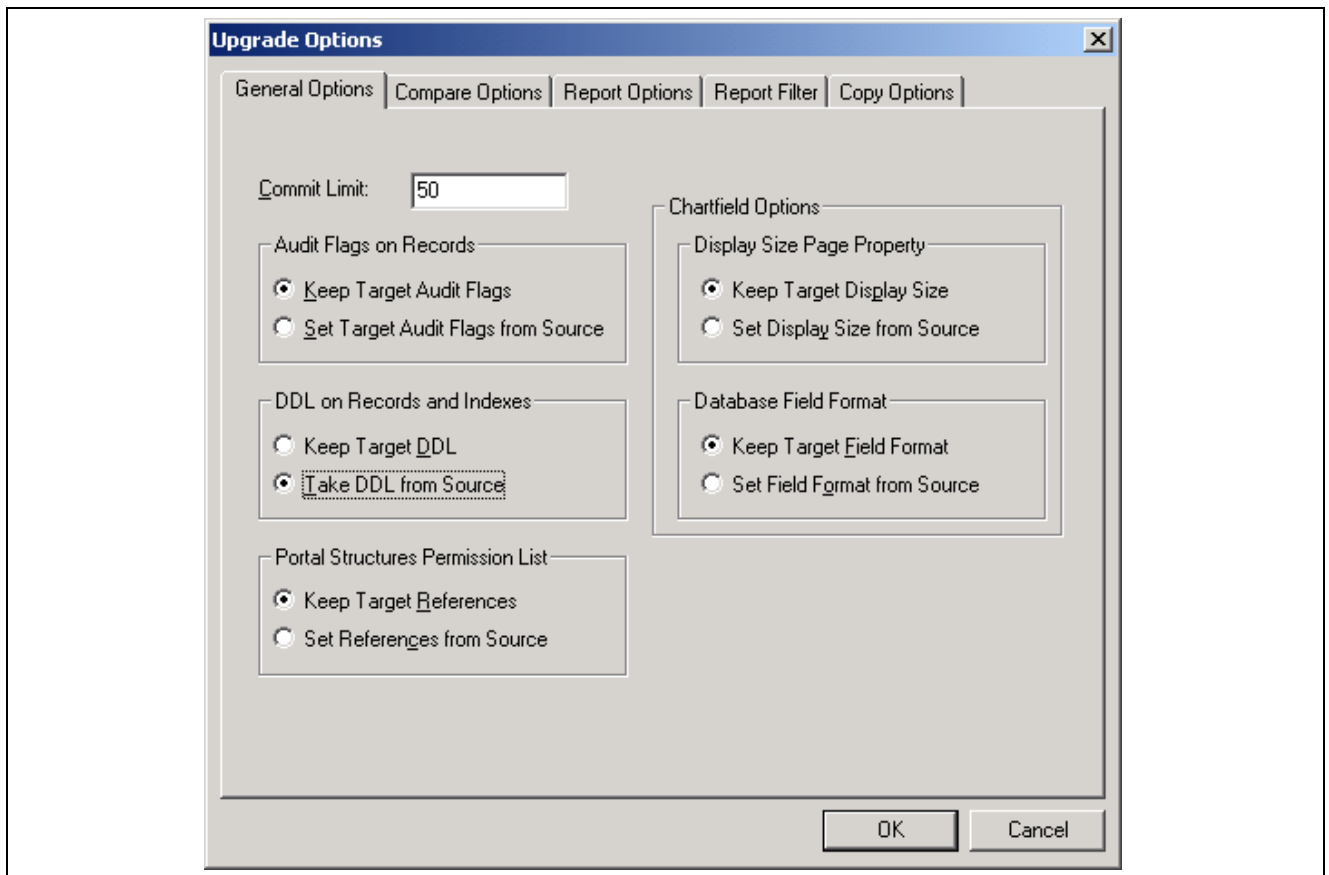 Upgrade Options
General Options
Compare Options
Report Options
Report Filter
Copy Options
Commit Limit:
50
Audit Flags on Records
Keep Target Audit Flags
Set Target Audit Flags from Source
DDL on Records and Indexes
Keep Target DDL
Take DDL from Source
Portal Structures Permission List
Keep Target References
Set References from Source
Chartfield Options
Display Size Page Property
Keep Target Display Size
Set Display Size from Source
Database Field Format
Keep Target Field Format
Set Field Format from Source
OK
Cancel